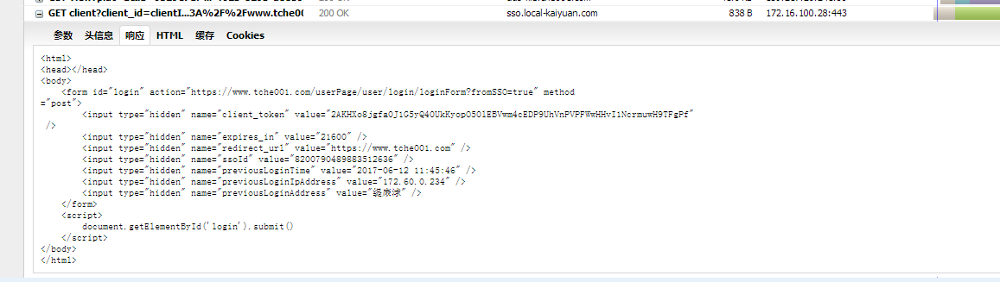 GET client?client_id=clientI...3A%2F%2Fwww.tche00 200 OK sso.local-kaiyuan.com 838 B 172.16.100.28:443
参数 头信息 响应 HTML 缓存 Cookies
<html>
<head></head>
<body>
<form id="login" action="https://www.tche001.com/userPage/user/login/loginForm?fromSSO=true" method
="post">
<input type="hidden" name="client_token" value="2AKHXo8jgfa0J1G5yQ40UkKyopO5OlEBVwm4cEDP9UhVnPVPFWwHHvI1NcrmuwH9TFgPf"
/>
<input type="hidden" name="expires_in" value="21600" />
<input type="hidden" name="redirect_url" value="https://www.tche001.com" />
<input type="hidden" name="ssoId" value="8200790489883512636" />
<input type="hidden" name="previousLoginTime" value="2017-06-12 11:45:46" />
<input type="hidden" name="previousLoginIpAddress" value="172.60.0.234" />
<input type="hidden" name="previousLoginAddress" value="" />
</form>
<script>
document.getElementById('login').submit()
</script>
</body>
</html>